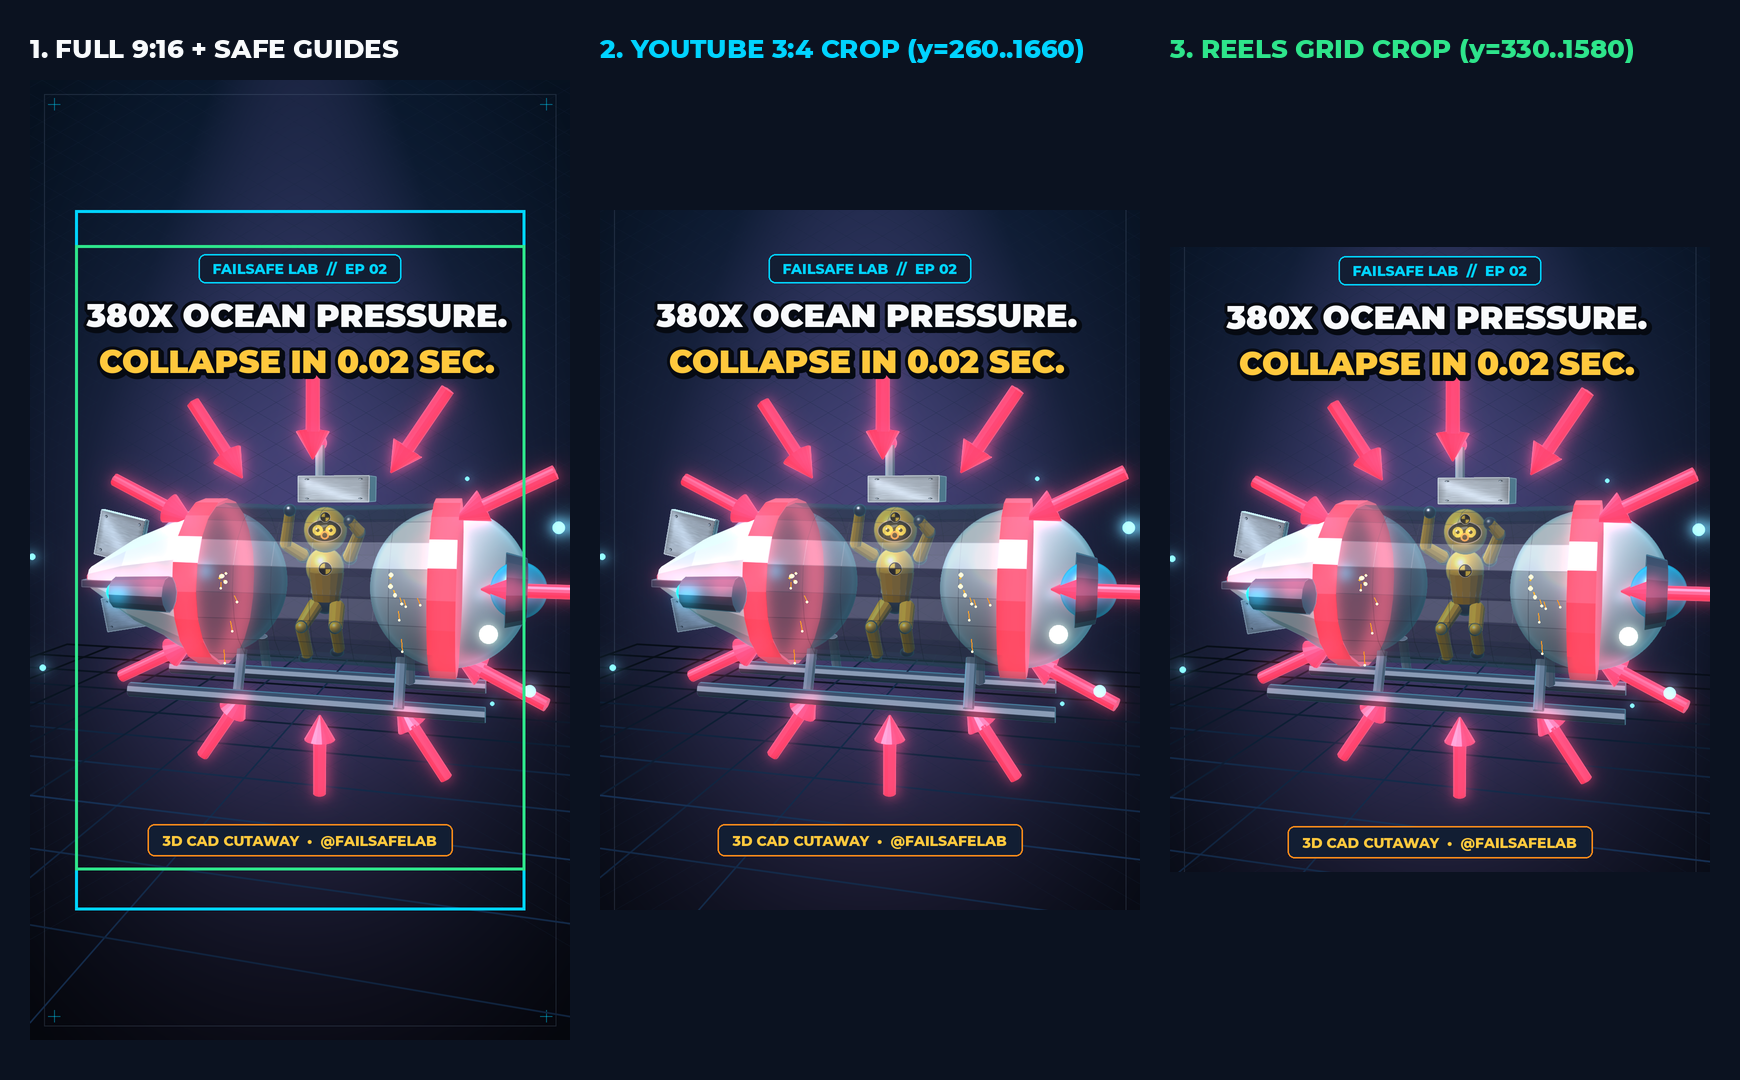 1. FULL 9:16 + SAFE GUIDES
FAILSAFE LAB // EP 02
380X OCEAN PRESSURE.
COLLAPSE IN 0.02 SEC.
3D CAD CUTAWAY • @FAILSAFELAB
2. YOUTUBE 3:4 CROP (y=260..1660)
FAILSAFE LAB // EP 02
380X OCEAN PRESSURE.
COLLAPSE IN 0.02 SEC.
3D CAD CUTAWAY • @FAILSAFELAB
3. REELS GRID CROP (y=330..1580)
FAILSAFE LAB // EP 02
380X OCEAN PRESSURE.
COLLAPSE IN 0.02 SEC.
3D CAD CUTAWAY • @FAILSAFELAB